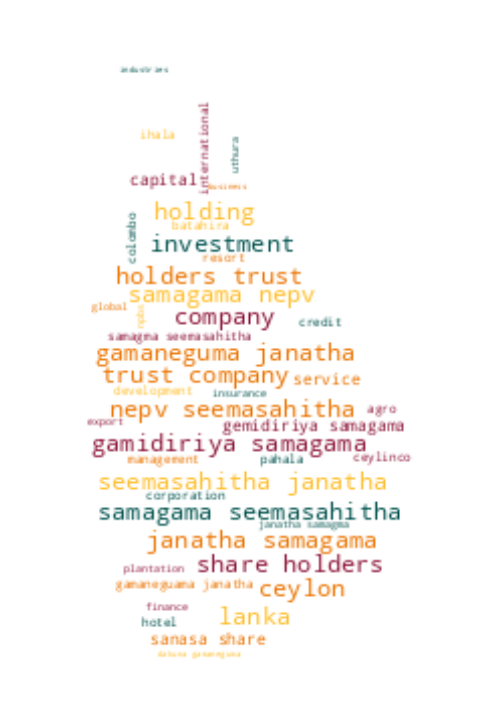 industries
ihala
international
uthura
capital
business
holding
batahira
colombo
investment
resort
holders trust
samagama nepv
global
company
credit
samagma seemasahitha
gamaneguma janatha
trust company
service
development
insurance
nepv seemasahitha
agro
export
gemidiriya samagama
gamidiriya samagama
management
pahala
ceylinco
seemasahitha janatha
corporation
samagama seemasahitha
janatha samagma
janatha samagama
share holders
plantation
gamaneguama janatha
ceylon
finance
lanka
hotel
sanasa share
dakuna gamaneguma